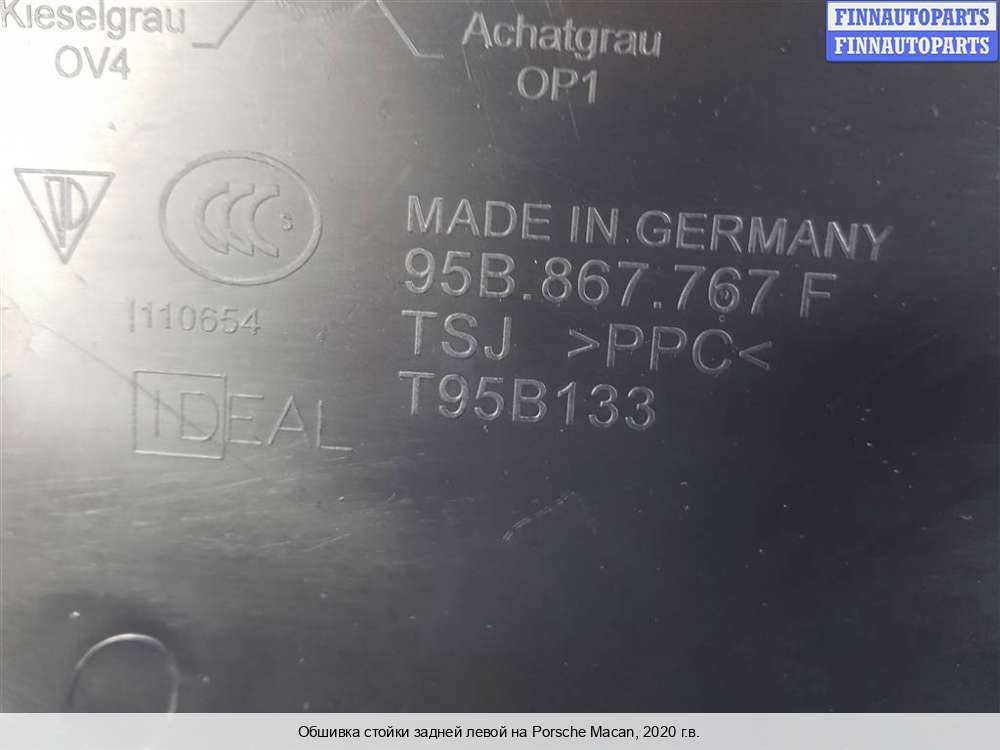 FINNAUTOPARTS
FINNAUTOPARTS
Kieselgrau
OV4
Achatgrau
OP1
CCC S
MADE IN GERMANY
95B.867.767 F
110654
TSJ >PPC<
T95B133
IDEAL
Обшивка стойки задней левой на Porsche Macan, 2020 г.в.